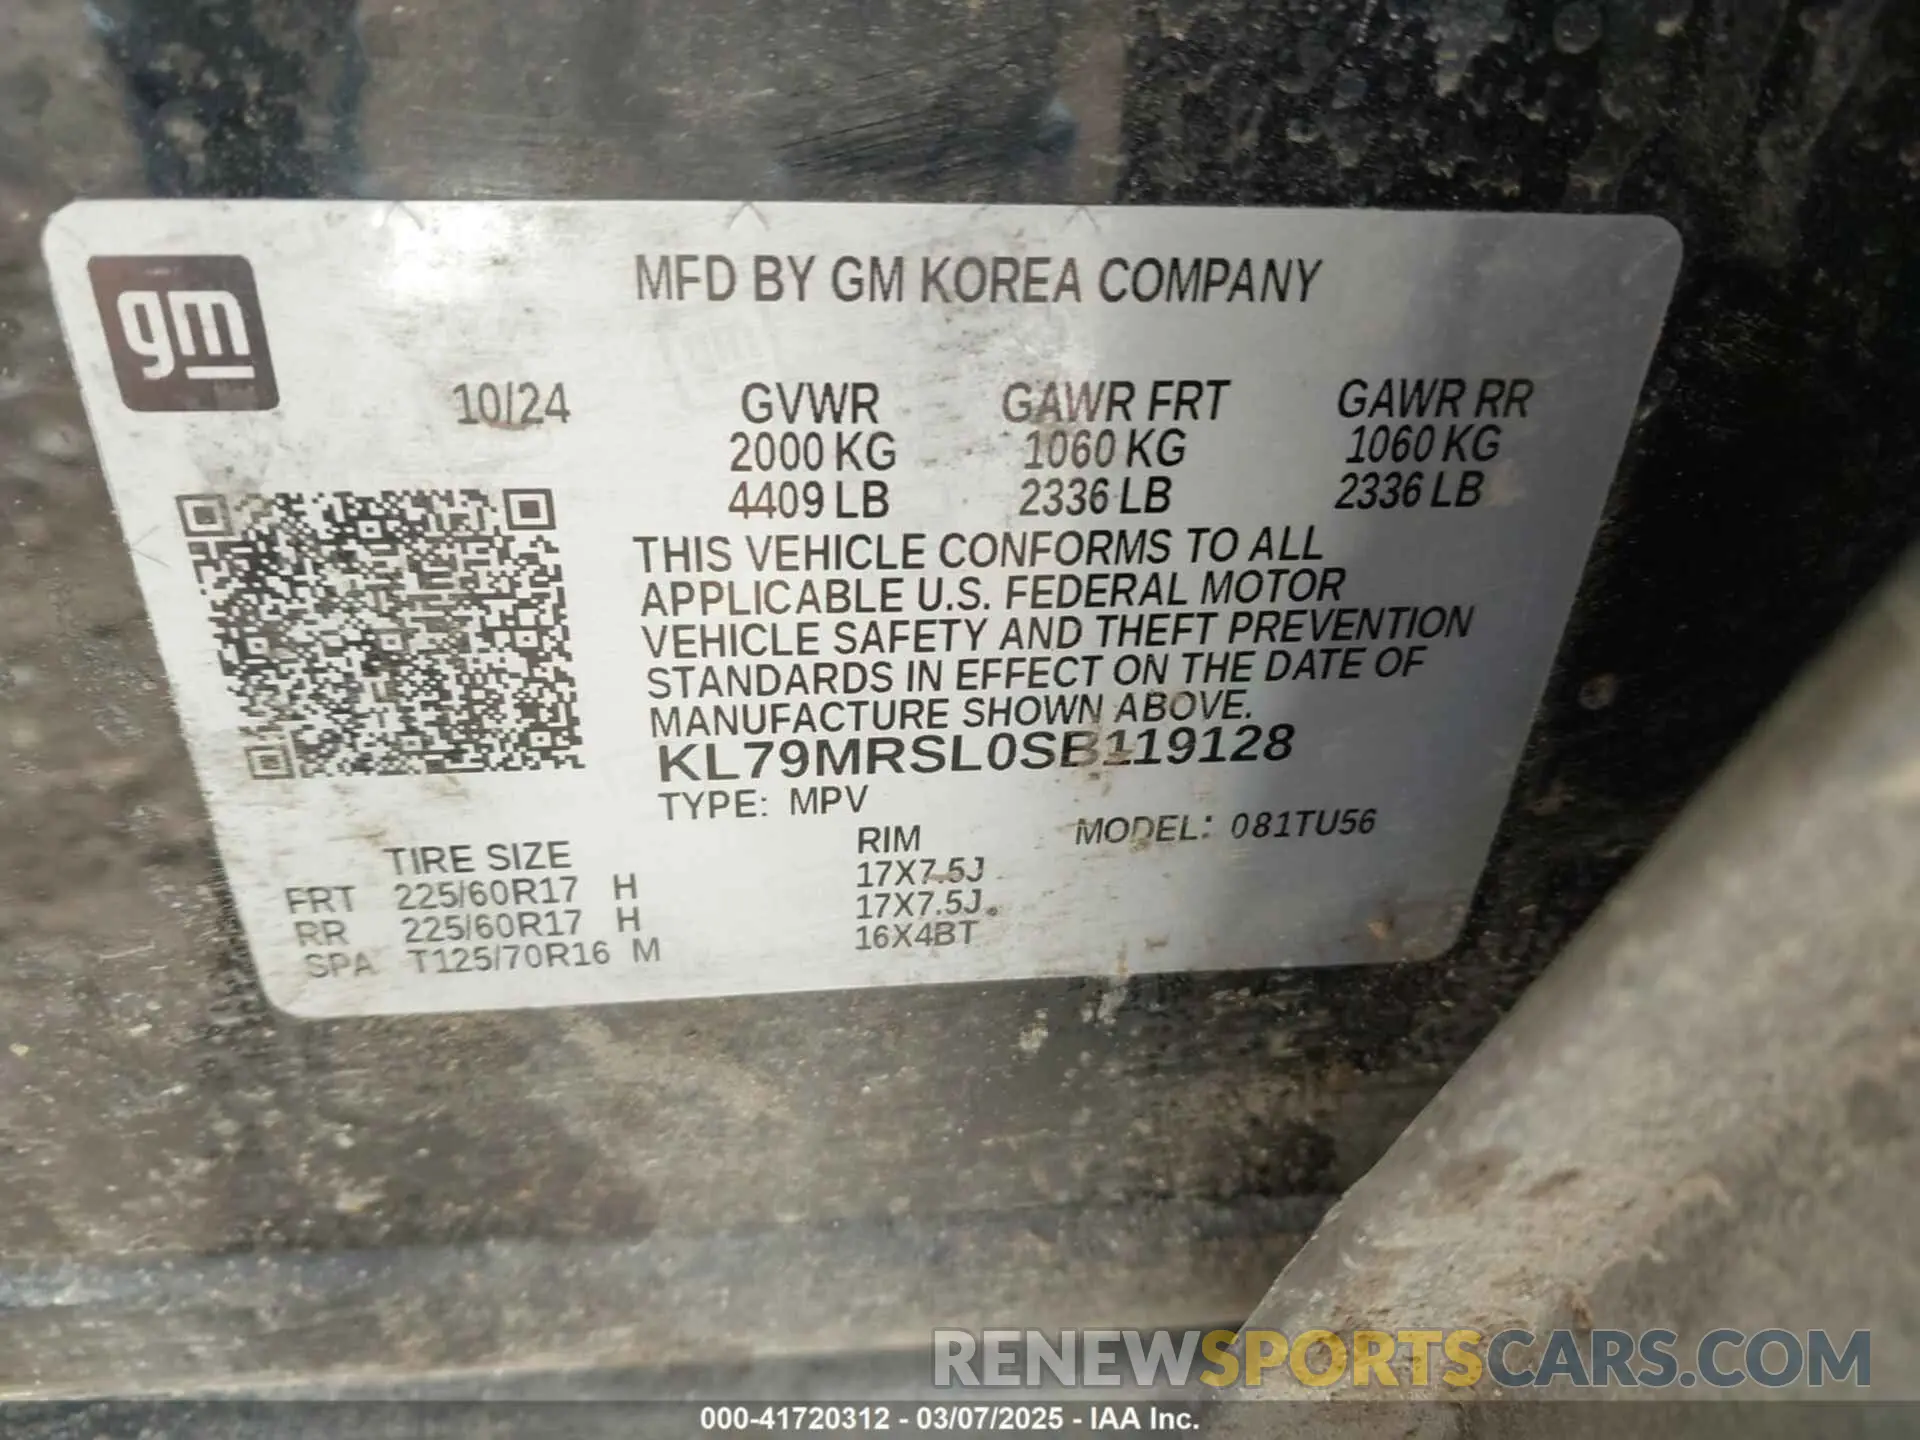 gm
MFD BY GM KOREA COMPANY
10/24 GVWR GAWR FRT GAWR RR
2000 KG 1060 KG 1060 KG
4409 LB 2336 LB 2336 LB
THIS VEHICLE CONFORMS TO ALL
APPLICABLE U.S. FEDERAL MOTOR
VEHICLE SAFETY AND THEFT PREVENTION
STANDARDS IN EFFECT ON THE DATE OF
MANUFACTURE SHOWN ABOVE.
KL79MRSL0SB119128
TYPE: MPV
TIRE SIZE RIM MODEL: 081TU56
FRT 225/60R17 H 17X7.5J
RR 225/60R17 H 17X7.5J
SPA T125/70R16 M 16X4BT
RENEWSPORTSCARS.COM
000-41720312 - 03/07/2025 - IAA Inc.